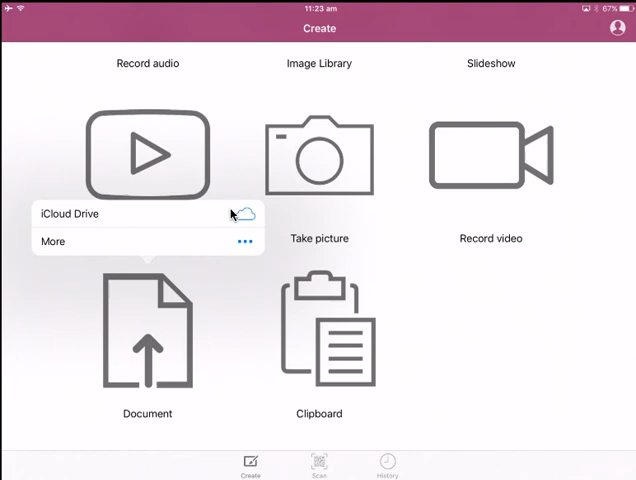 11:23 am
67%
Create
Record audio
Image Library
Slideshow
iCloud Drive
More
Take picture
Record video
Document
Clipboard
Create
Scan
History